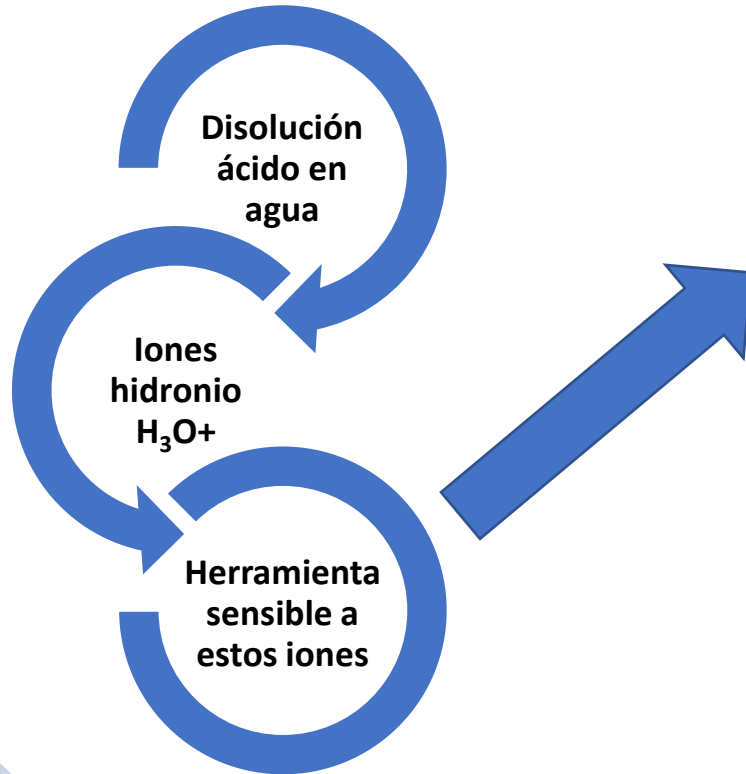 Disolución
ácido en
agua
Iones
hidronio
H₃O+
Herramienta
sensible a
estos iones